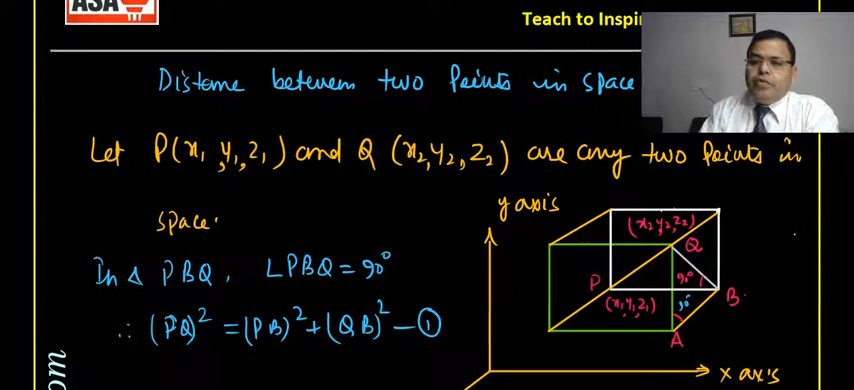 ASA
Teach to Inspi
Distance between two Points in Space
Let P(x₁, y₁, z₁) and Q (x₂, y₂, z₂) are any two Points in
Space.
In Δ PBQ, ∠PBQ = 90°
∴ (PQ)² = (PB)² + (QB)² — ①
y axis
(x₂ y₂, z₂)
Q
P
90°
(x₁, y₁, z₁)
90°
B
A
x axis
om